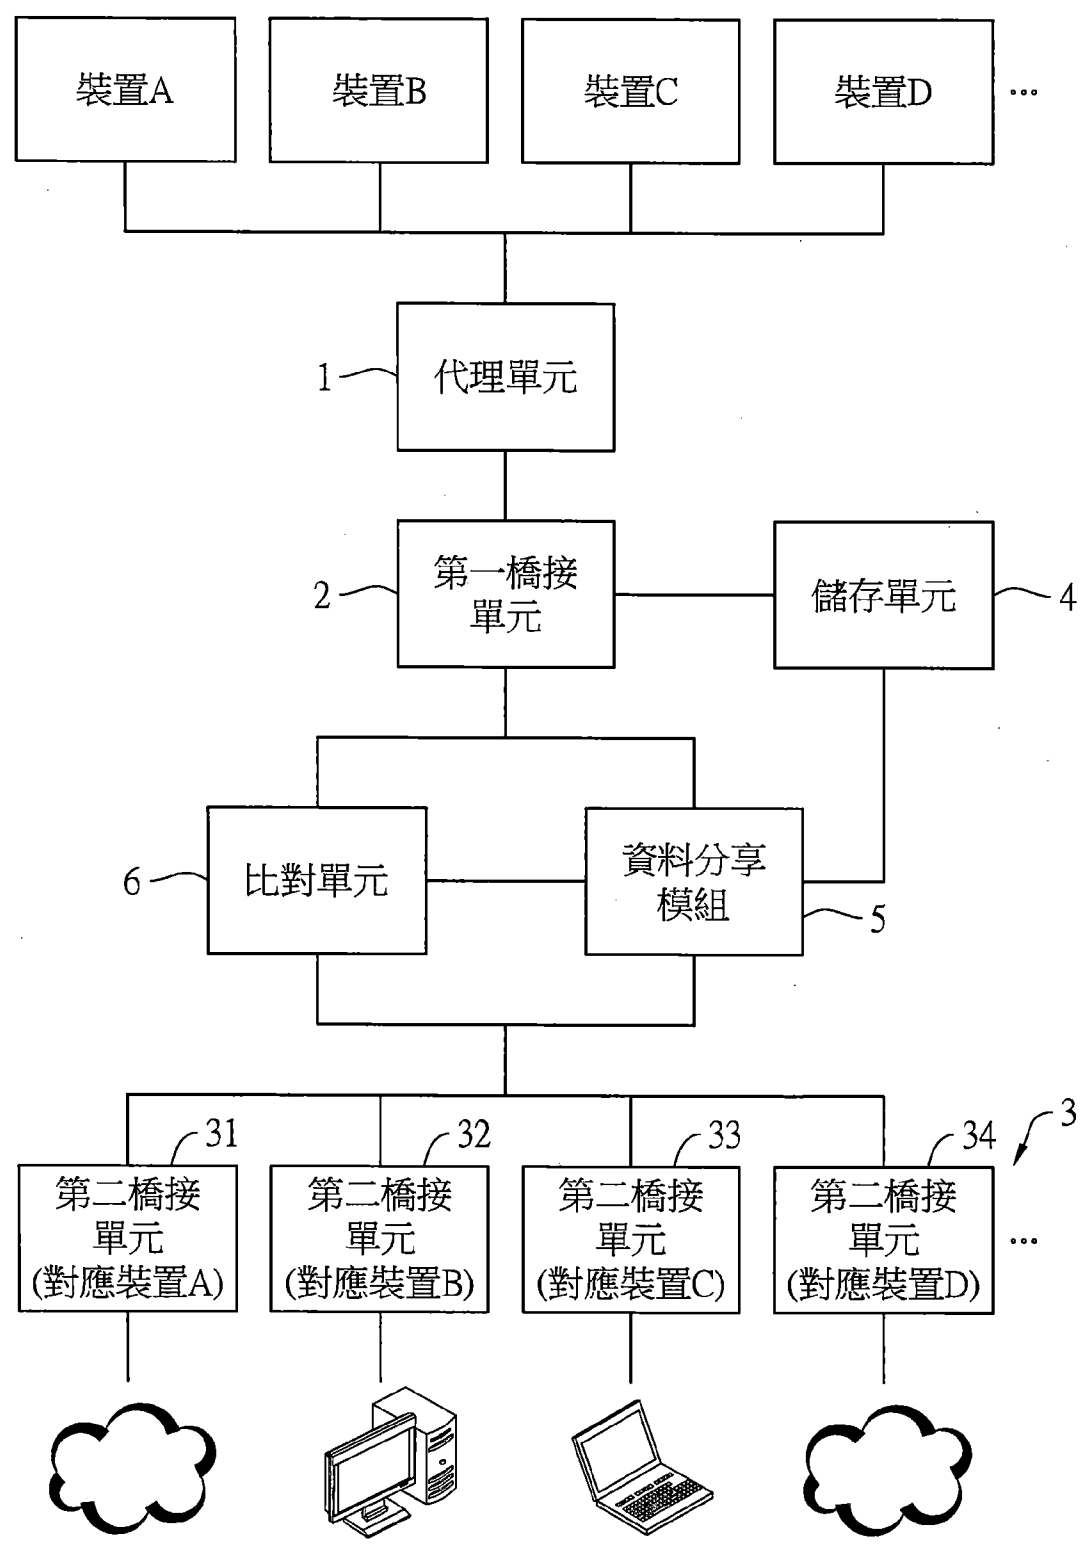 裝置A
裝置B
裝置C
裝置D
...
1
代理單元
2
第一橋接
單元
儲存單元
4
6
比對單元
資料分享
模組
5
31
32
33
34
3
第二橋接
單元
(對應裝置A)
第二橋接
單元
(對應裝置B)
第二橋接
單元
(對應裝置C)
第二橋接
單元
(對應裝置D)
...